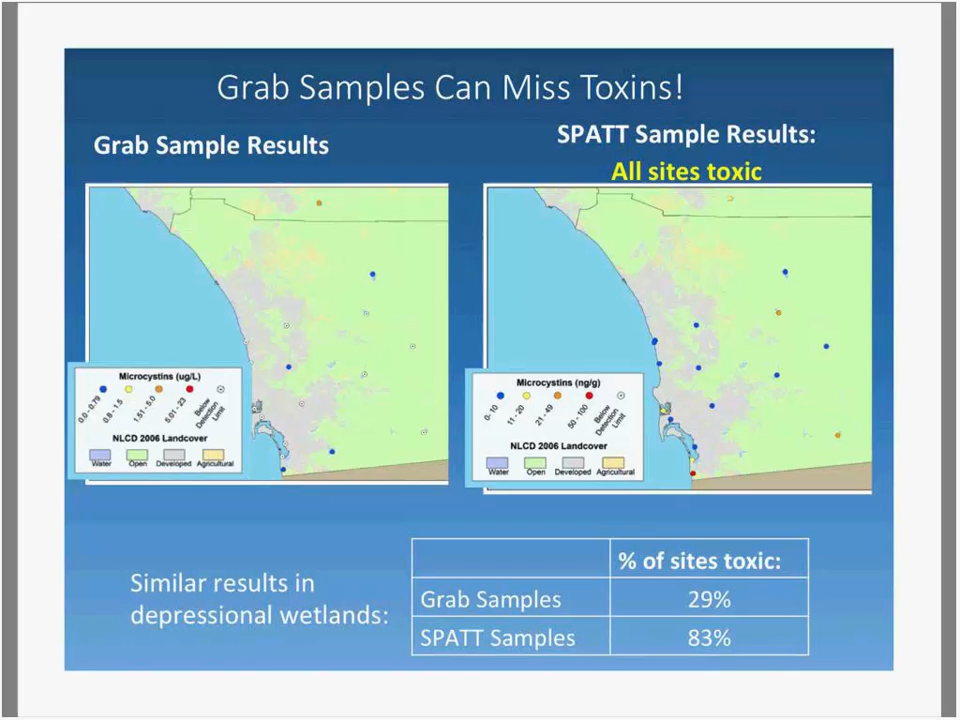 Grab Samples Can Miss Toxins!
Grab Sample Results
SPATT Sample Results:
All sites toxic
Microcystins (ug/L)
0.0 - 0.79
0.8 - 1.5
1.51 - 5.0
5.01 - 23
Below
Detection
Limit
NLCD 2006 Landcover
Water Open Developed Agricultural
Microcystins (ng/g)
0- 10
11 - 20
21 - 49
50 - 100
Below
Detection
Limit
NLCD 2006 Landcover
Water Open Developed Agricultural
Similar results in
depressional wetlands:
% of sites toxic:
Grab Samples 29%
SPATT Samples 83%